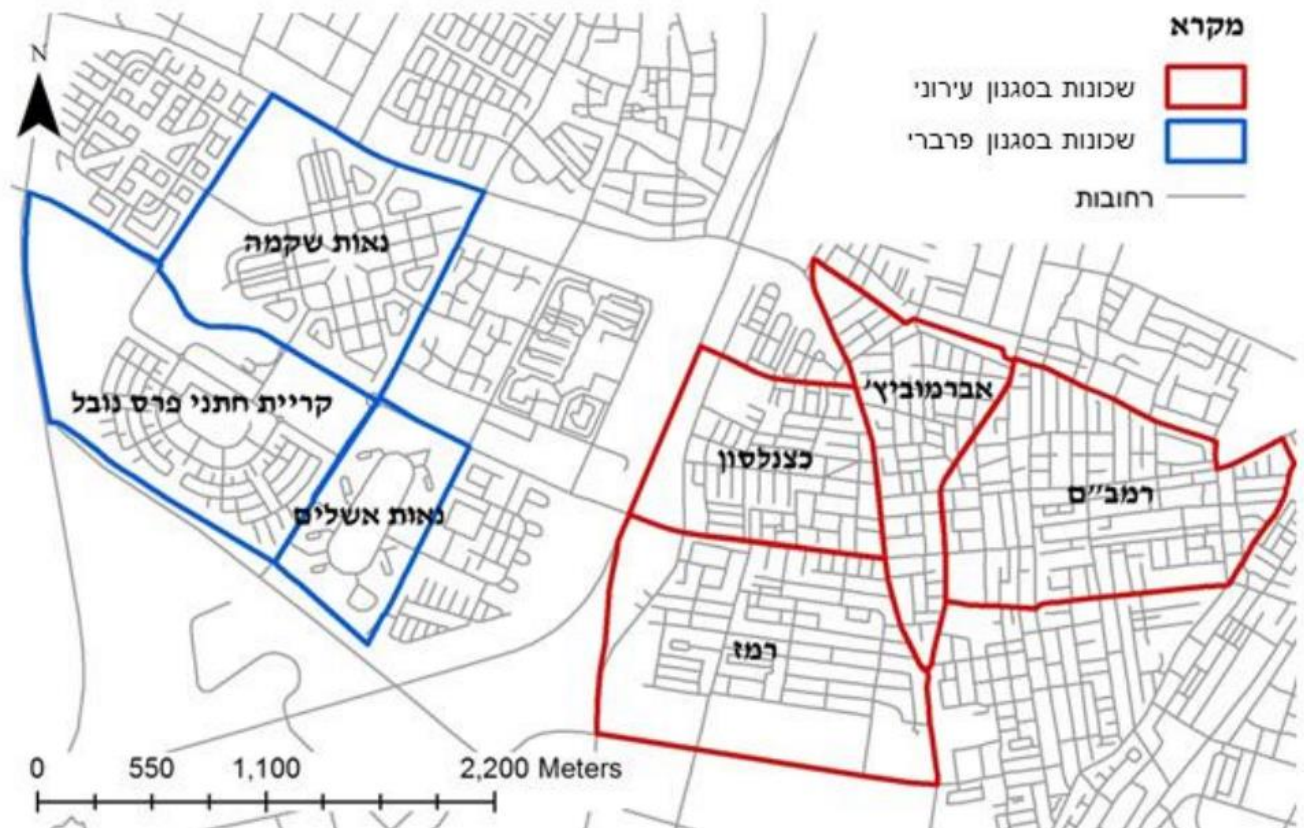 מקרא
שכונות בסגנון עירוני
שכונות בסגנון פרברי
רחובות
N
נאות שקמה
קריית חתני פרס נובל
נאות אשלים
אברמוביץ'
כצנלסון
רמב"ם
רמז
0 550 1,100 2,200 Meters